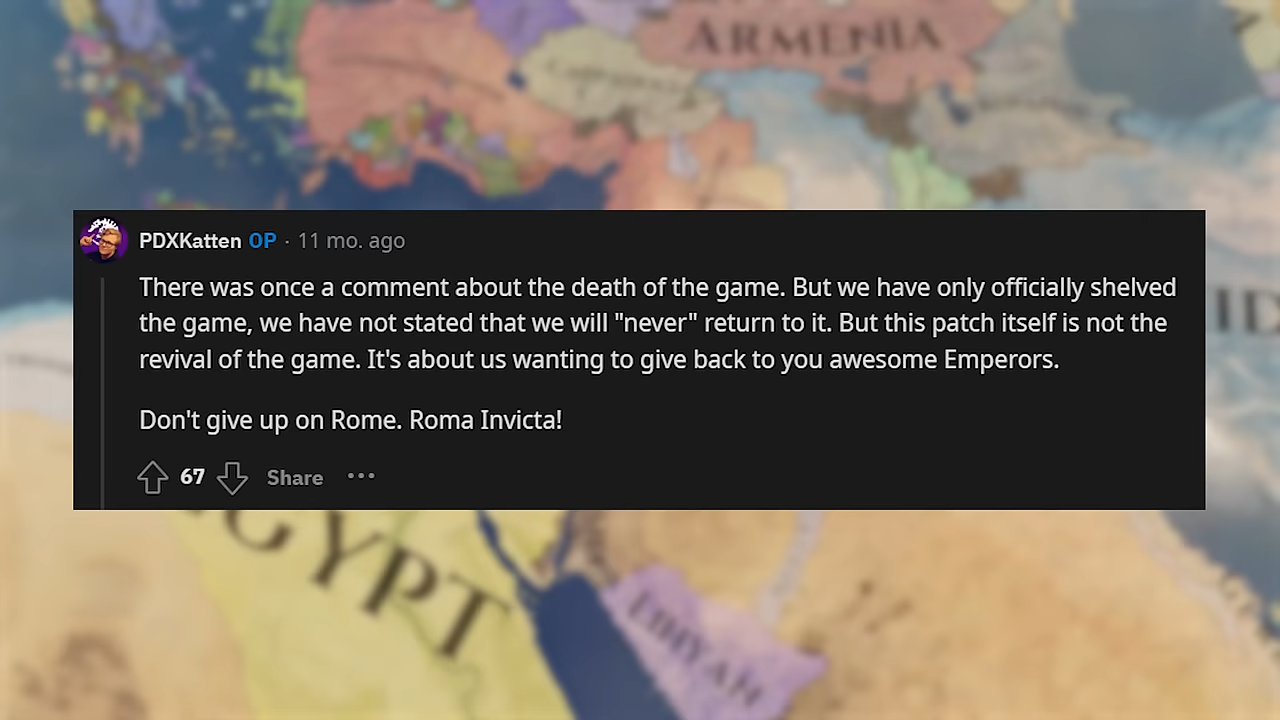 ARMENIA
PDXKatten OP · 11 mo. ago
There was once a comment about the death of the game. But we have only officially shelved
the game, we have not stated that we will "never" return to it. But this patch itself is not the
revival of the game. It's about us wanting to give back to you awesome Emperors.
Don't give up on Rome. Roma Invicta!
67 Share ···
GYPT
LIHYAN